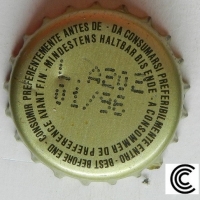 CONSUMIR PREFERENTEMENTE ANTES DE - DA CONSUMARSI PREFERIBILMENTE ENTRO - BEST BEFORE END -
MINDESTENS HALTBAR BIS ENDE - A CONSOMMER DE PREFERENCE AVANT FIN -